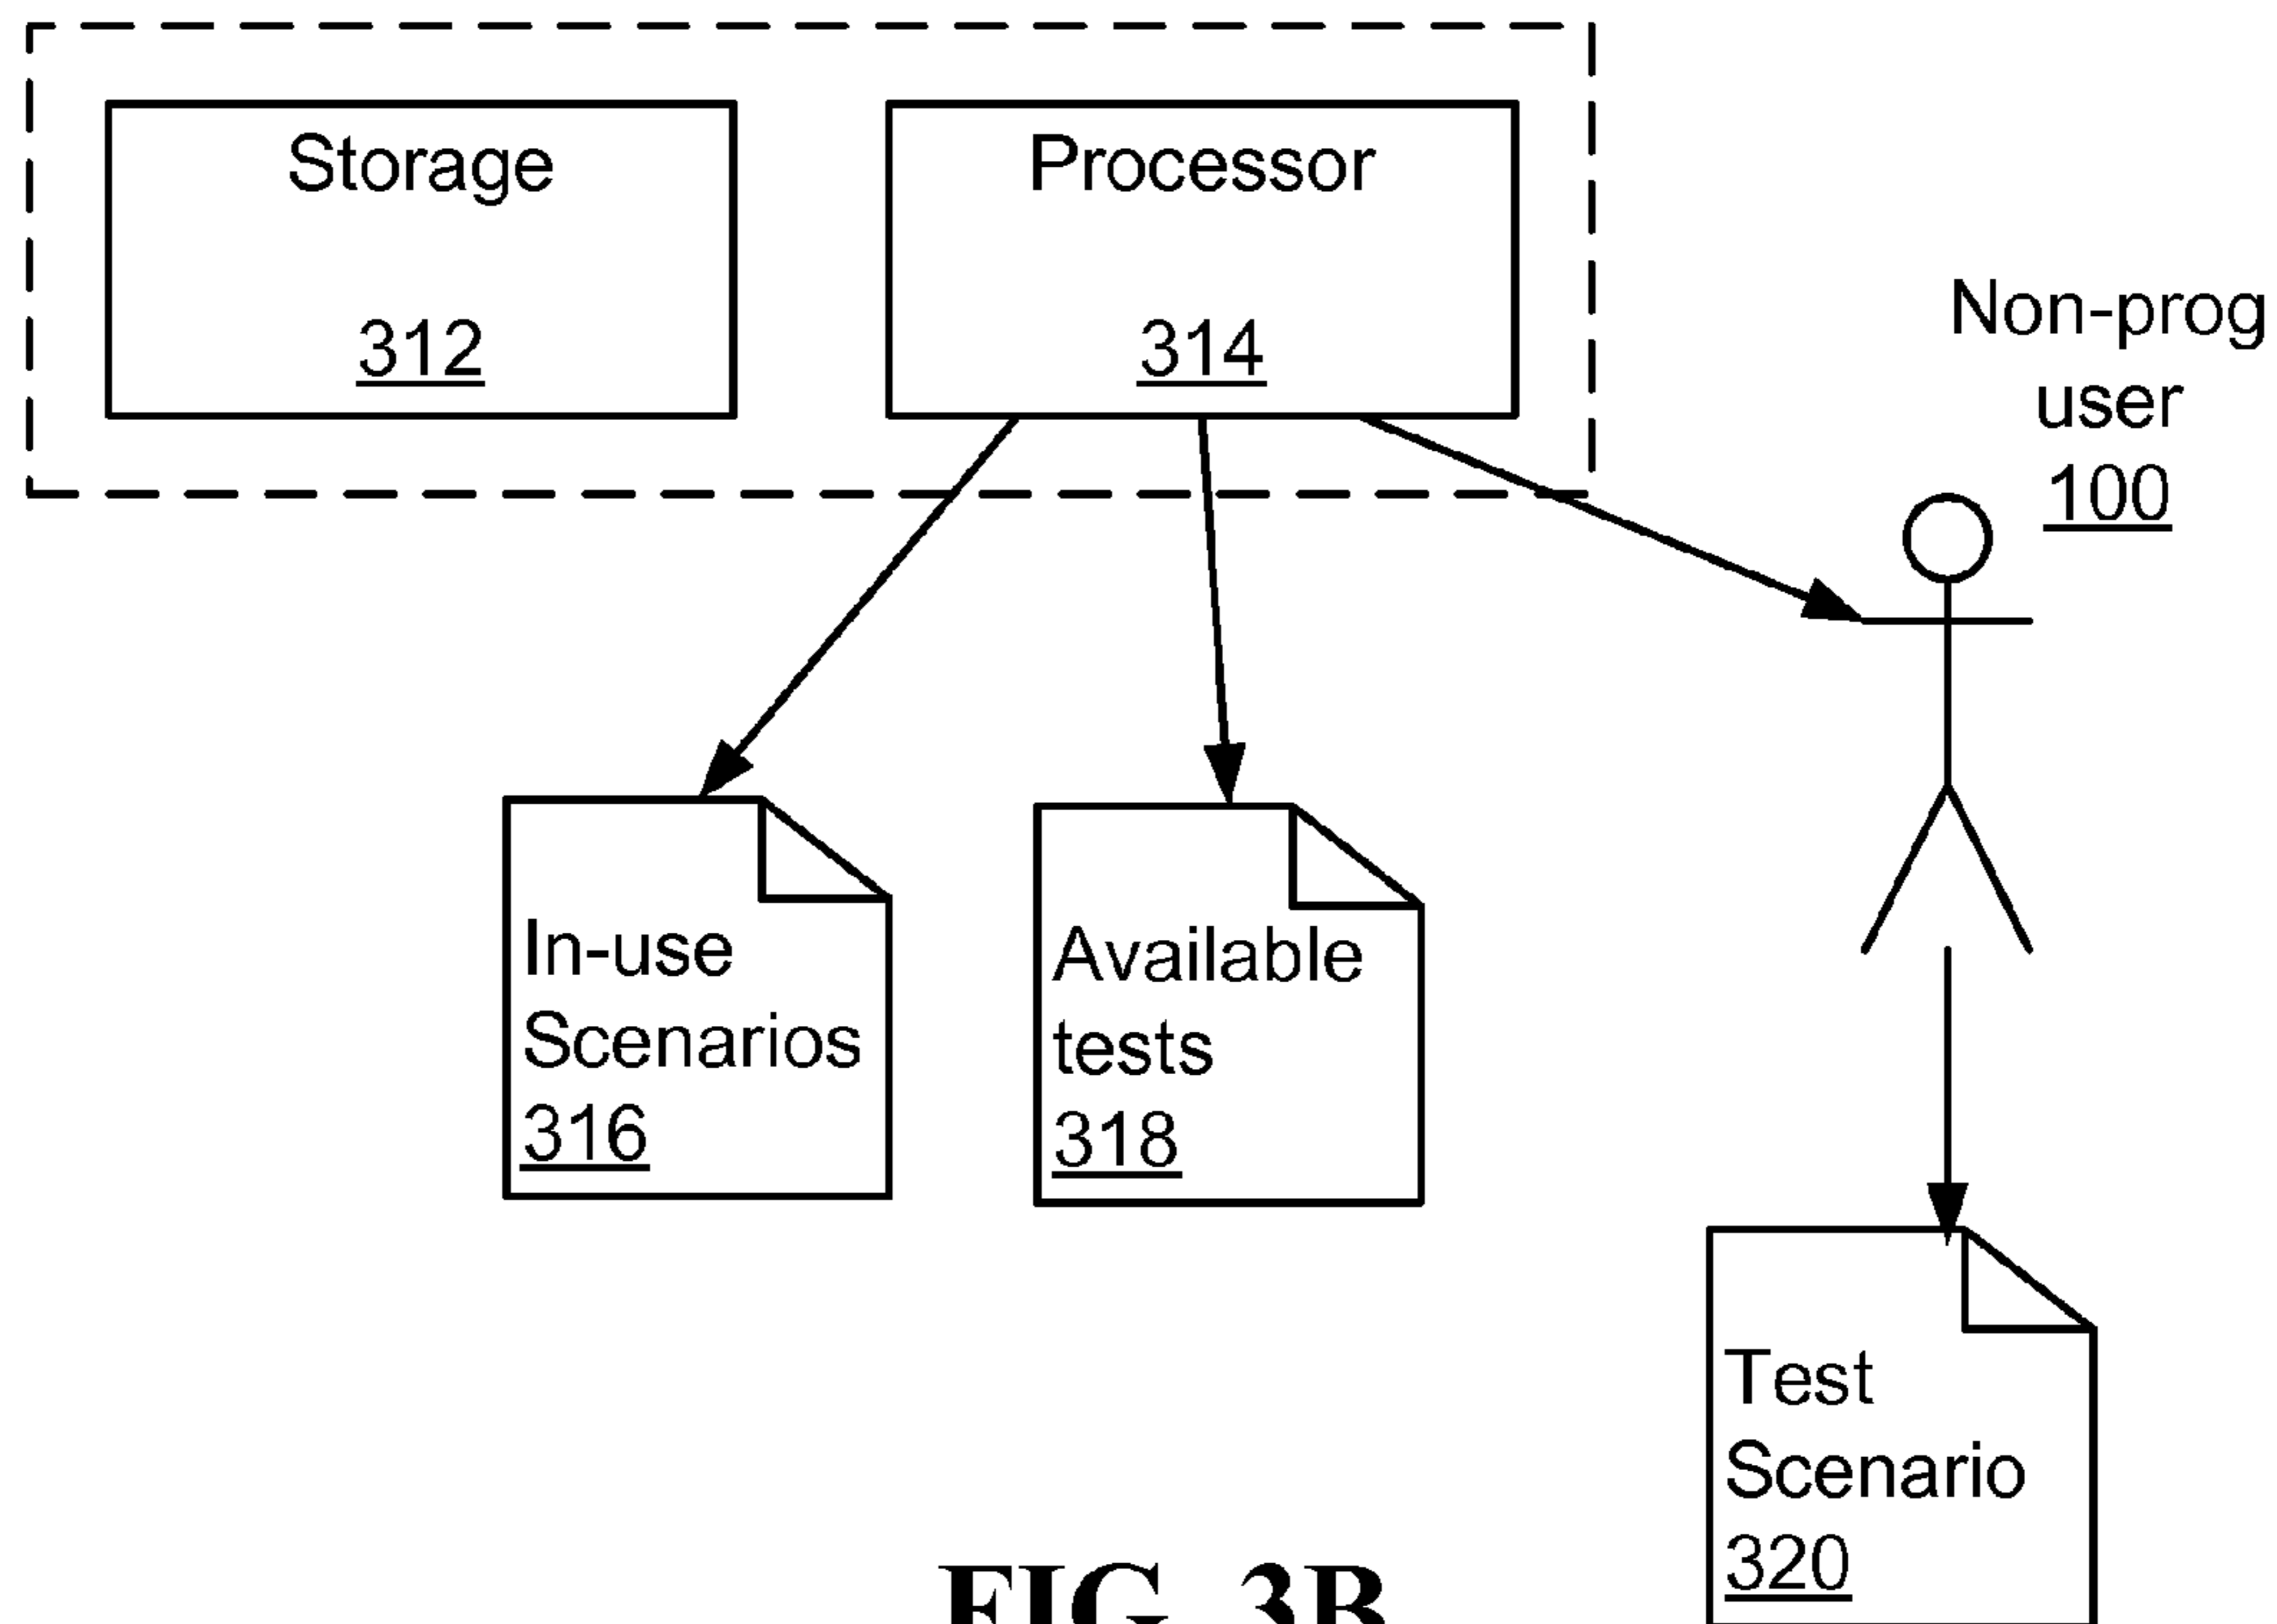 Storage
312
Processor
314
Non-prog
user
100
In-use
Scenarios
316
Available
tests
318
Test
Scenario
320
FIG. 3B